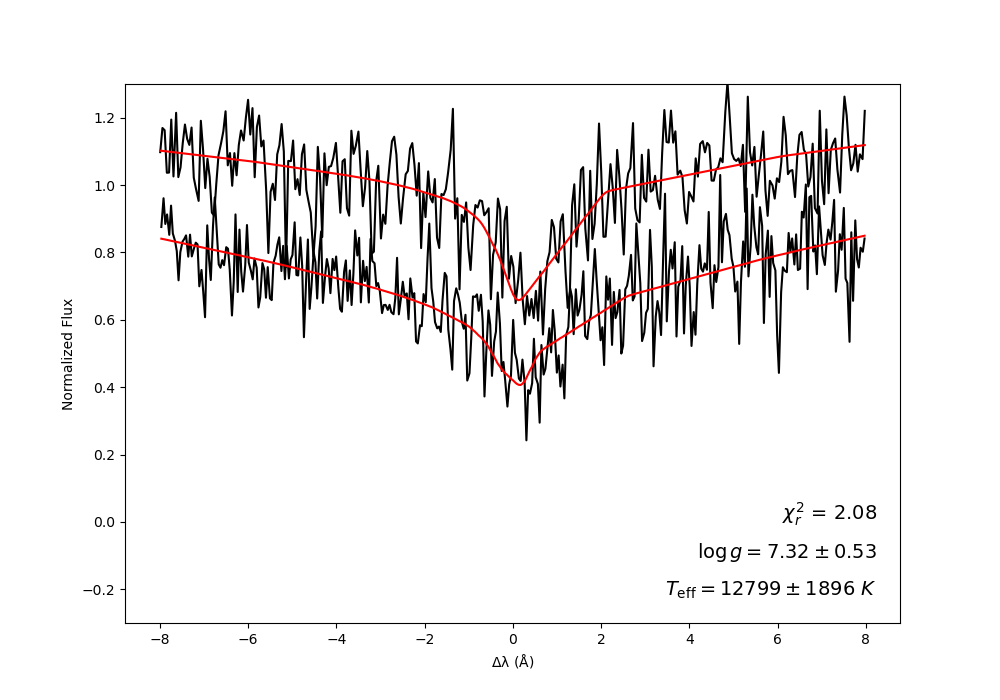 1.2
1.0
0.8
0.6
0.4
0.2
0.0
−0.2
Normalized Flux
χ²ᵣ = 2.08
log g = 7.32 ± 0.53
T_eff = 12799 ± 1896 K
−8 −6 −4 −2 0 2 4 6 8
Δλ (Å)